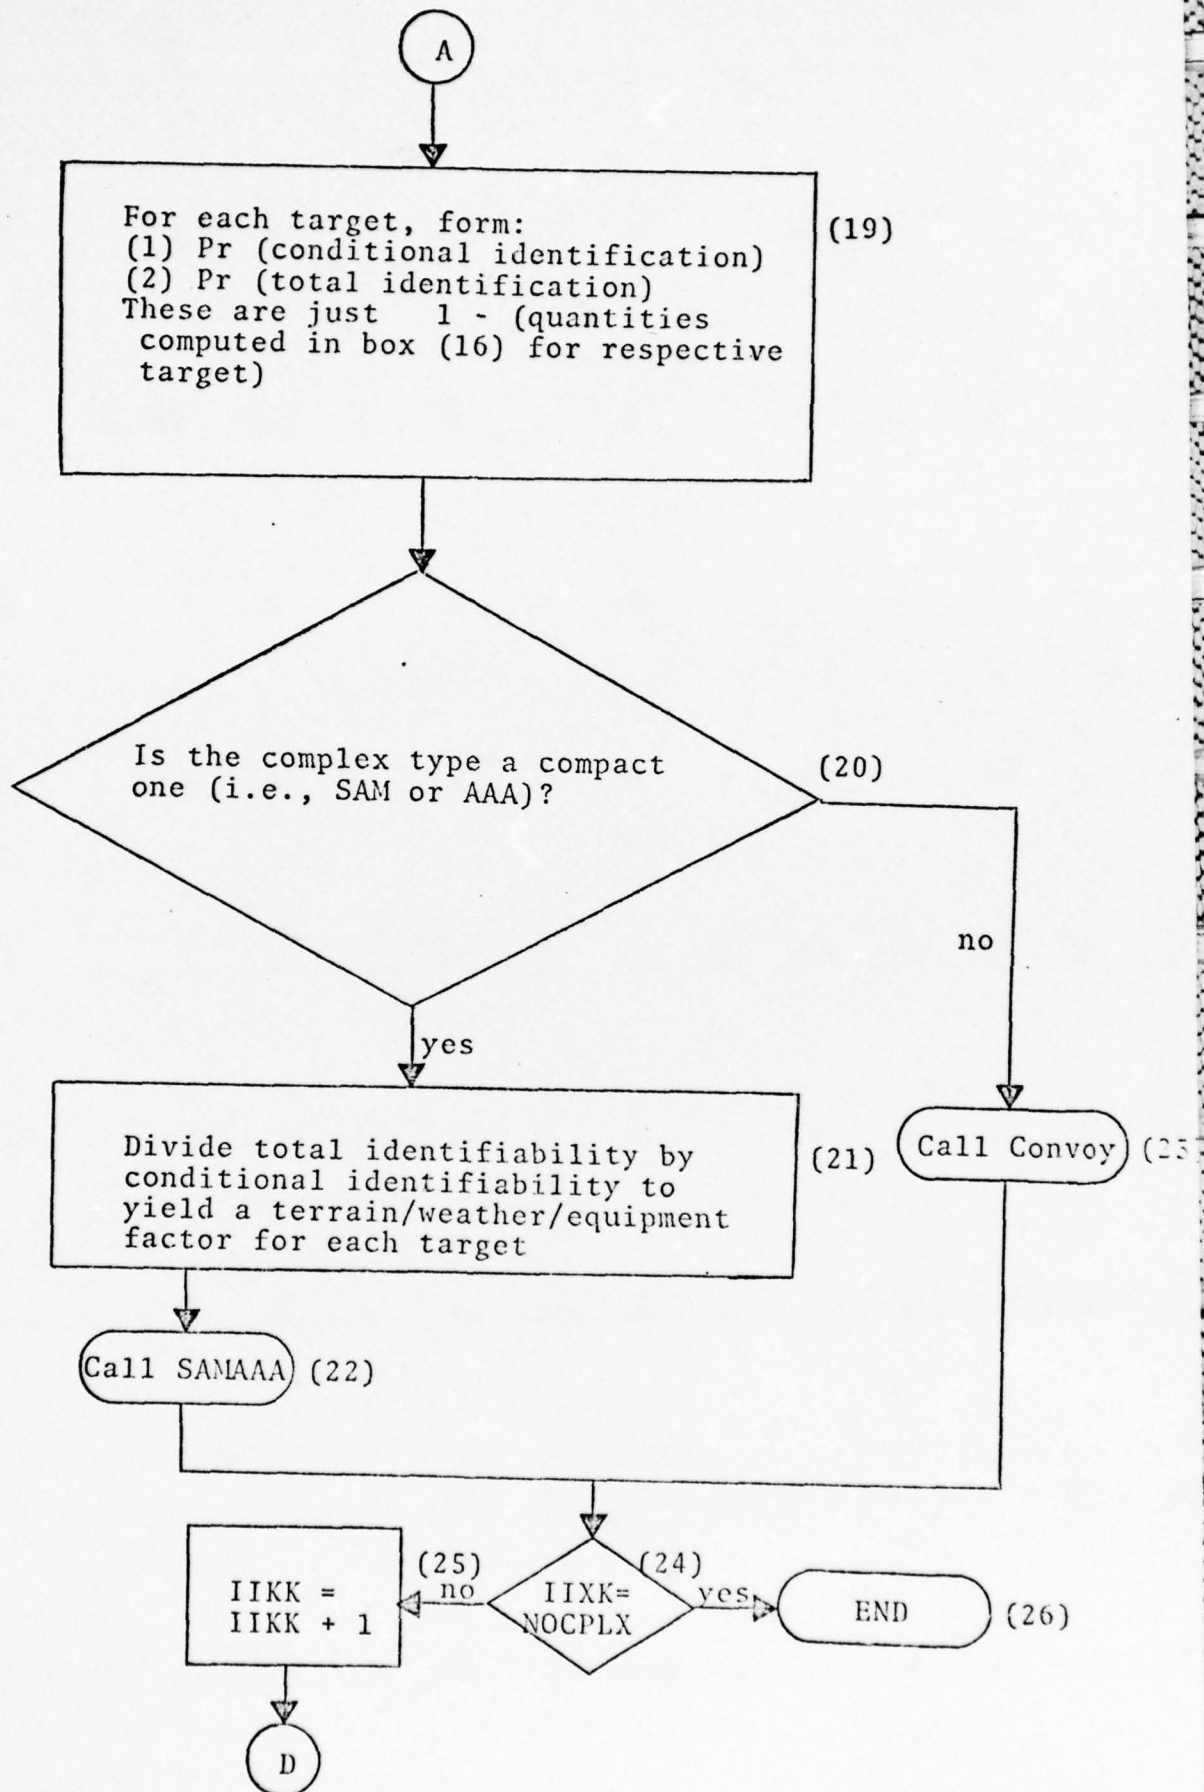 A
For each target, form:
(1) Pr (conditional identification)
(2) Pr (total identification)
These are just 1 - (quantities
computed in box (16) for respective
target)
(19)
Is the complex type a compact
one (i.e., SAM or AAA)?
(20)
no
yes
Divide total identifiability by
conditional identifiability to
yield a terrain/weather/equipment
factor for each target
(21)
Call Convoy
Call SAMAAA
(22)
(25)
no
IIKK =
IIKK + 1
(24)
IIXK=
NOCPLX
yes
END
(26)
D